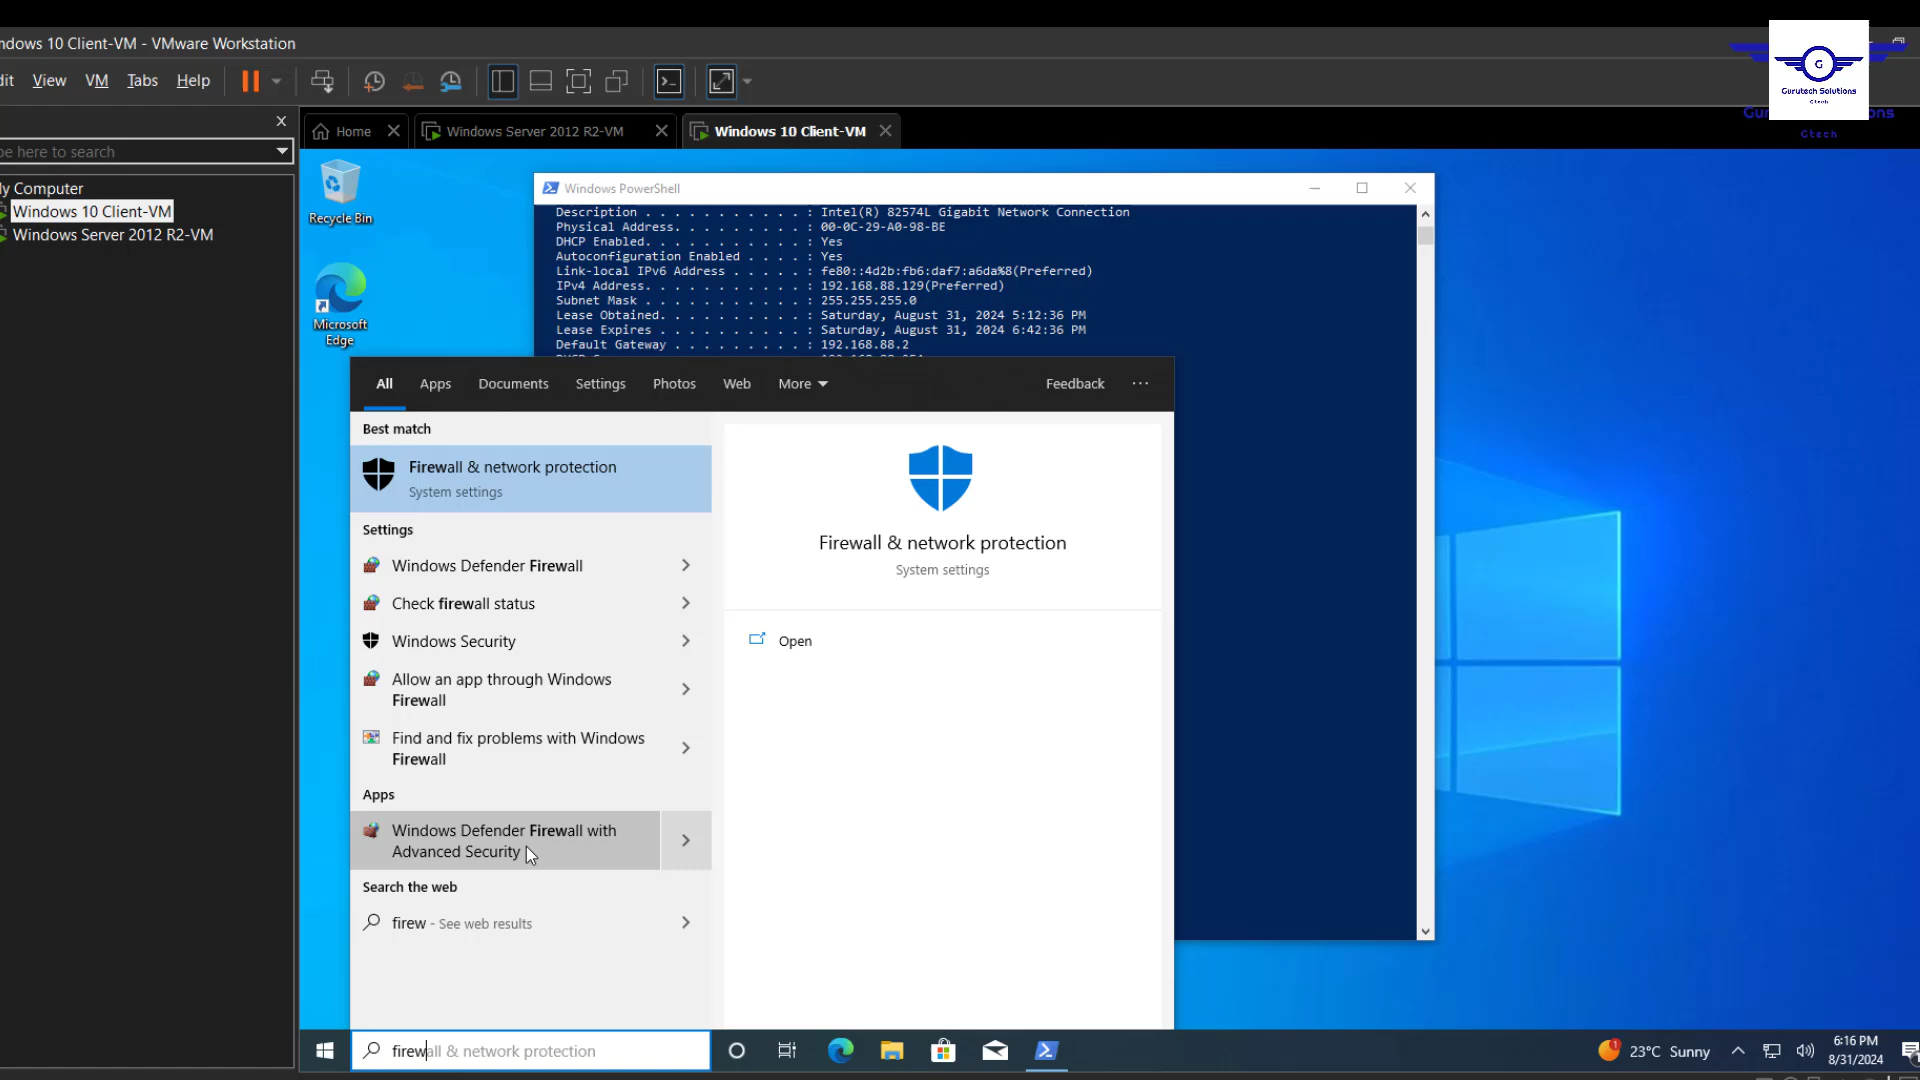 ndows 10 Client-VM - VMware Workstation
dit View VM Tabs Help
G
Gurutech Solutions
Gtech
Gu
ons
Gtech
Home
Windows Server 2012 R2-VM
Windows 10 Client-VM
pe here to search
ly Computer
Windows 10 Client-VM
Windows Server 2012 R2-VM
Recycle Bin
Microsoft
Edge
Windows PowerShell
Description . . . . . . . . . . . : Intel(R) 82574L Gigabit Network Connection
Physical Address. . . . . . . . . : 00-0C-29-A0-98-BE
DHCP Enabled. . . . . . . . . . . : Yes
Autoconfiguration Enabled . . . . : Yes
Link-local IPv6 Address . . . . . : fe80::4d2b:fb6:daf7:a6da%8(Preferred)
IPv4 Address. . . . . . . . . . . : 192.168.88.129(Preferred)
Subnet Mask . . . . . . . . . . . : 255.255.255.0
Lease Obtained. . . . . . . . . . : Saturday, August 31, 2024 5:12:36 PM
Lease Expires . . . . . . . . . . : Saturday, August 31, 2024 6:42:36 PM
Default Gateway . . . . . . . . . : 192.168.88.2
All Apps Documents Settings Photos Web More Feedback ...
Best match
Firewall & network protection
System settings
Settings
Windows Defender Firewall
Check firewall status
Windows Security
Allow an app through Windows
Firewall
Find and fix problems with Windows
Firewall
Apps
Windows Defender Firewall with
Advanced Security
Search the web
firew - See web results
Firewall & network protection
System settings
Open
firewall & network protection
23°C Sunny
6:16 PM
8/31/2024